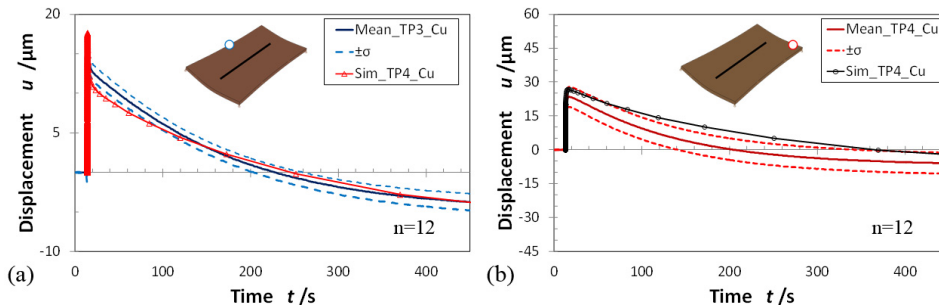 20
5
-10
Displacement u /µm
Mean_TP3_Cu
±σ
Sim_TP4_Cu
n=12
0 100 200 300 400
Time t /s
(a)
60
45
30
15
0
-15
-30
-45
Displacement u /µm
Mean_TP4_Cu
±σ
Sim_TP4_Cu
n=12
0 100 200 300 400
Time t /s
(b)